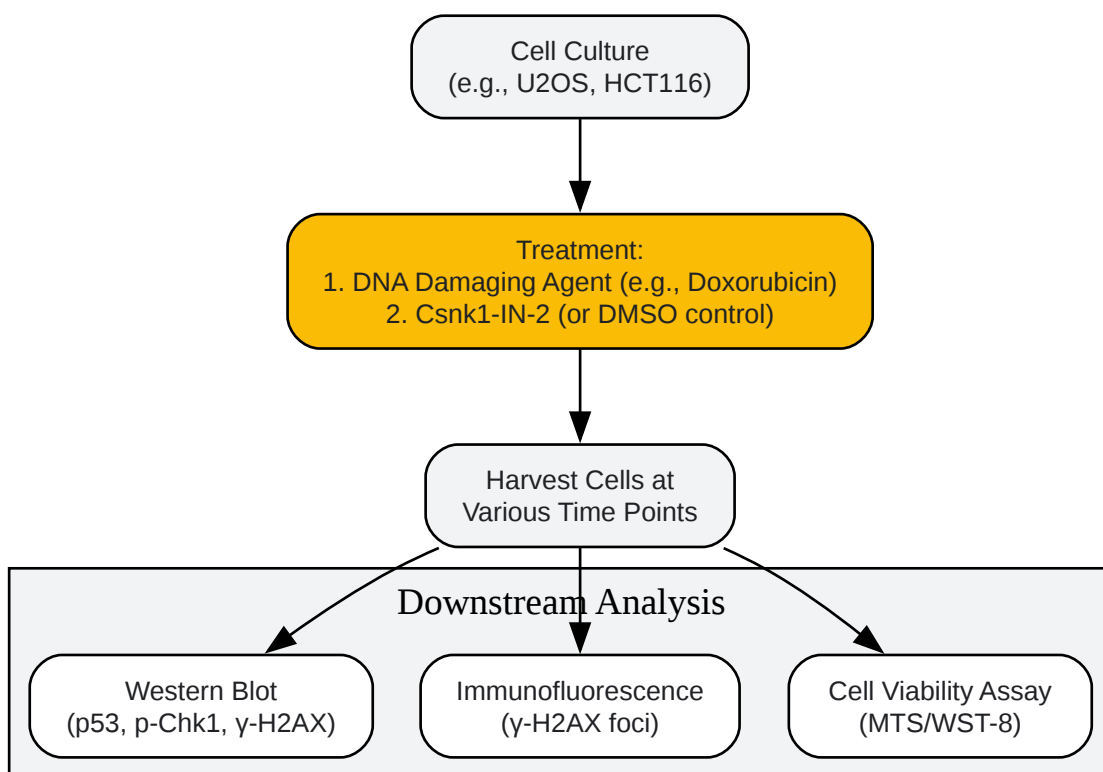 Cell Culture
(e.g., U2OS, HCT116)
Treatment:
1. DNA Damaging Agent (e.g., Doxorubicin)
2. Csnk1-IN-2 (or DMSO control)
Harvest Cells at
Various Time Points
Downstream Analysis
Western Blot
(p53, p-Chk1, γ-H2AX)
Immunofluorescence
(γ-H2AX foci)
Cell Viability Assay
(MTS/WST-8)